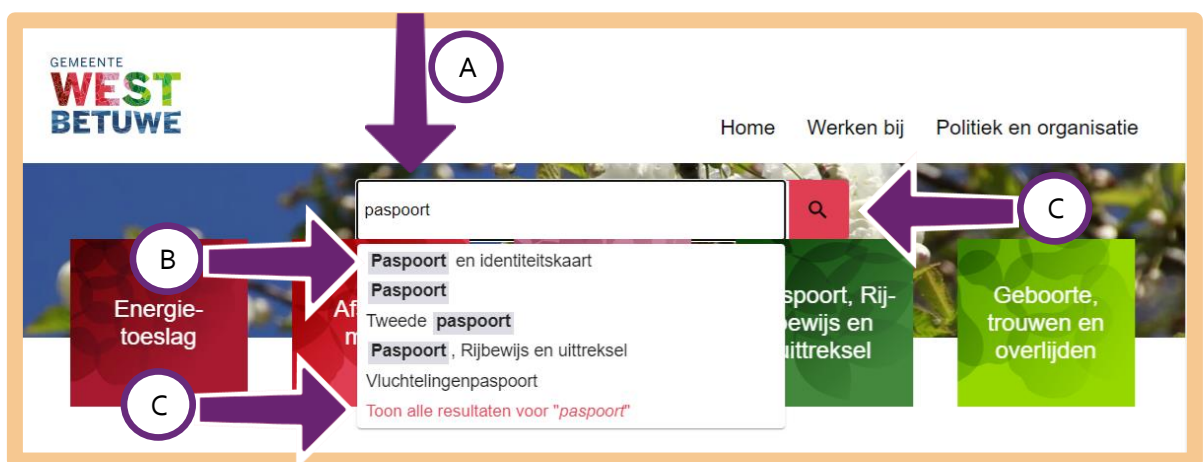 A
GEMEENTE
WEST
BETUWE
Home Werken bij Politiek en organisatie
paspoort
C
B
Paspoort en identiteitskaart
Paspoort
Tweede paspoort
Paspoort, Rijbewijs en uittreksel
Vluchtelingenpaspoort
Toon alle resultaten voor "paspoort"
C
Energie-
toeslag
spoort, Rij-
bewijs en
uittreksel
Geboorte,
trouwen en
overlijden